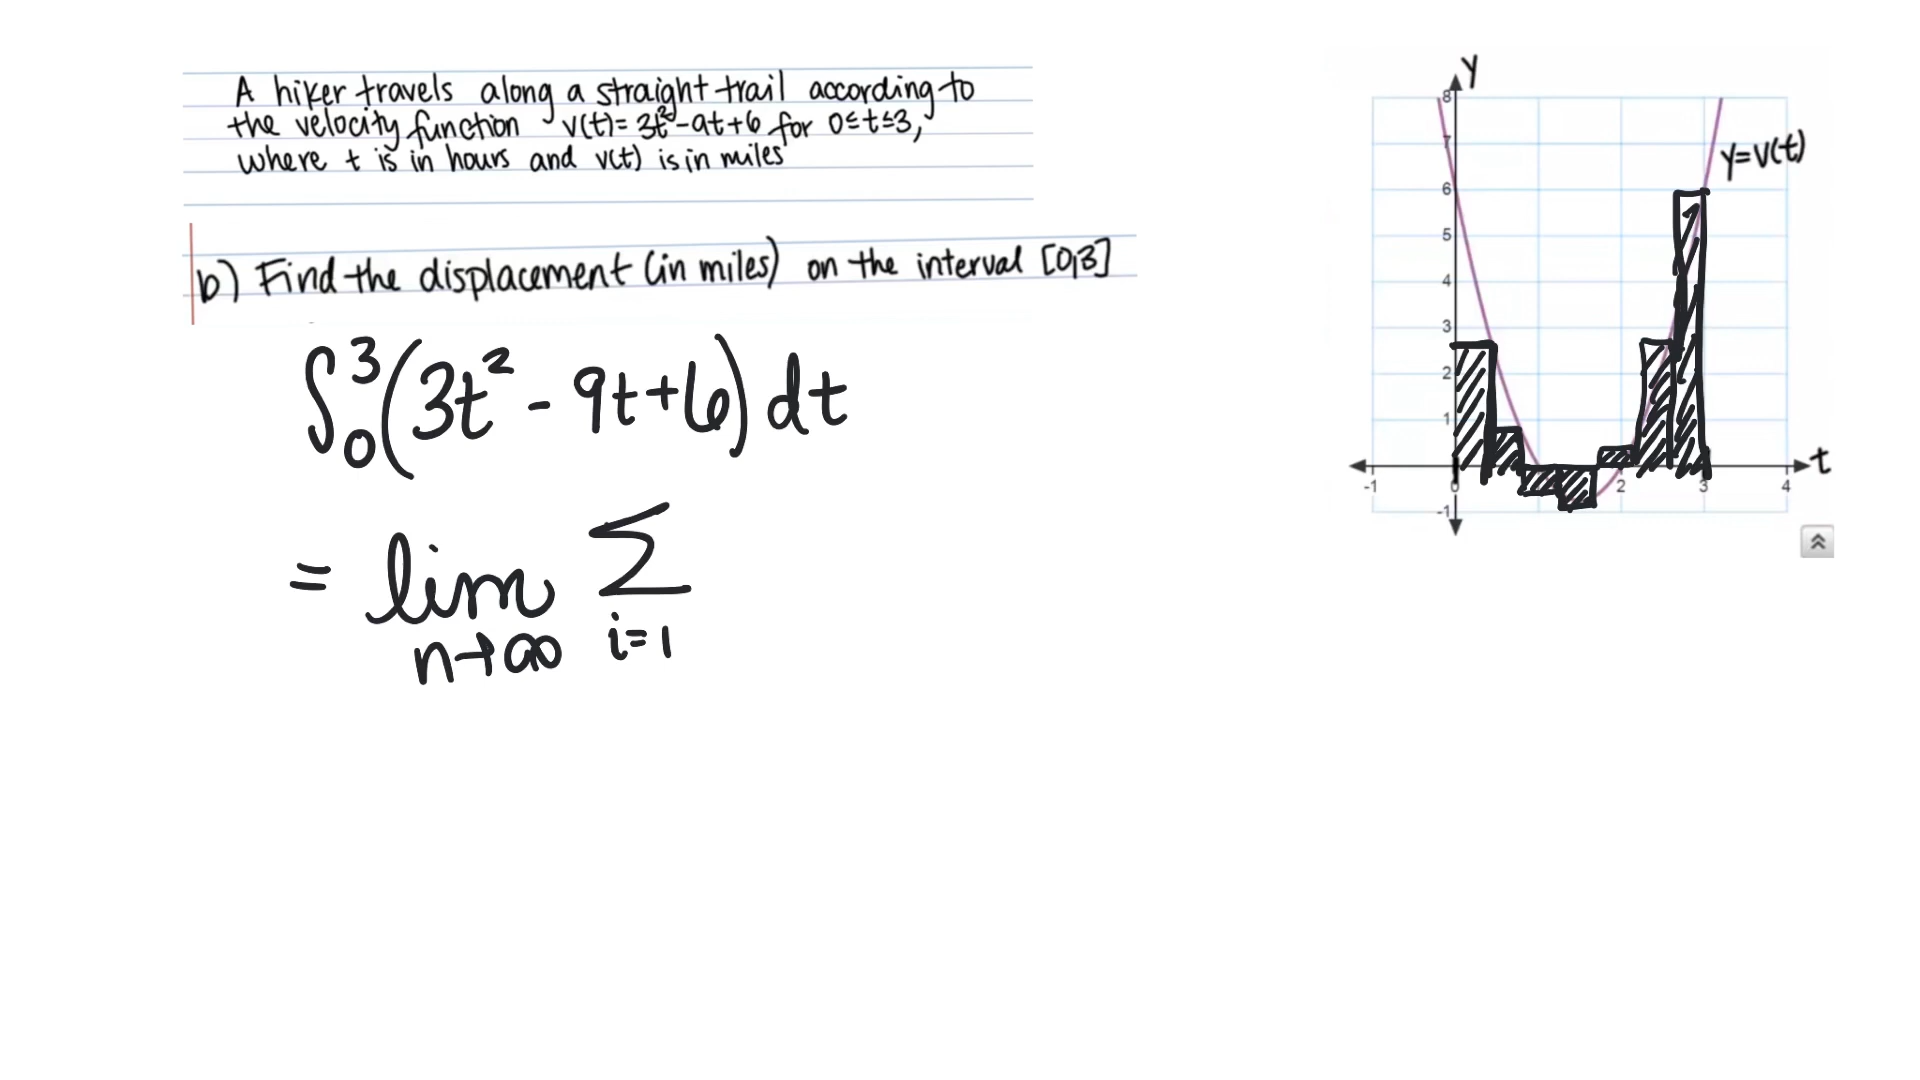 A hiker travels along a straight trail according to
the velocity function v(t)= 3t²-9t+6 for 0≤t≤3,
where t is in hours and v(t) is in miles
b) Find the displacement (in miles) on the interval [0,3]
∫₀³(3t² - 9t+6)dt
= lim n→∞ Σ i=1
y
8
7
6
5
4
3
2
1
-1
-1 0 2 3 4
t
y=v(t)